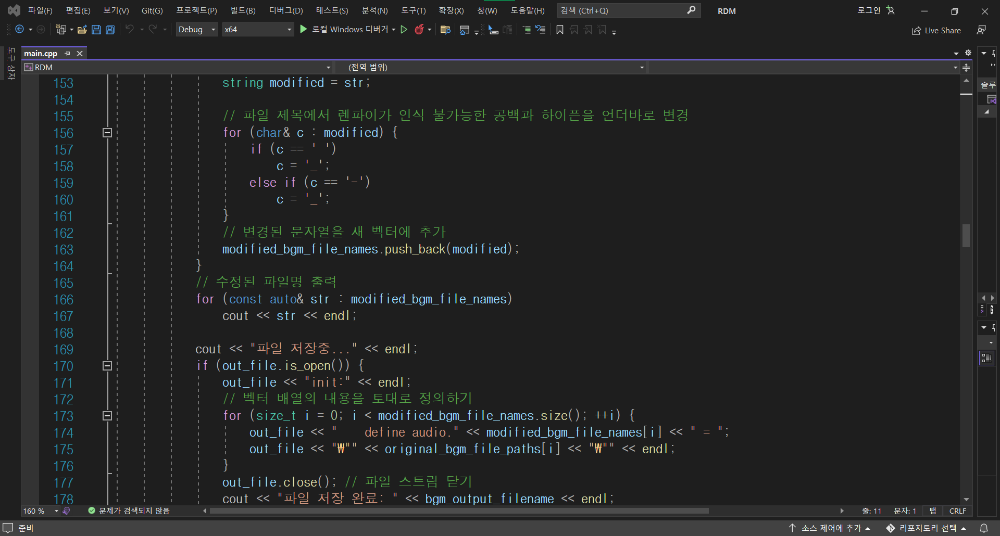 파일(F) 편집(E) 보기(V) Git(G) 프로젝트(P) 빌드(B) 디버그(D) 테스트(S) 분석(N) 도구(T) 확장(X) 창(W) 도움말(H) 검색 (Ctrl+Q) RDM 로그인
Debug x64 로컬 Windows 디버거 Live Share
도구 상자
main.cpp
RDM (전역 범위)
솔루
153 string modified = str;
154
155 // 파일 제목에서 렌파이가 인식 불가능한 공백과 하이픈을 언더바로 변경
156 for (char& c : modified) {
157 if (c == ' ')
158 c = '_';
159 else if (c == '-')
160 c = '_';
161 }
162 // 변경된 문자열을 새 벡터에 추가
163 modified_bgm_file_names.push_back(modified);
164 }
165 // 수정된 파일명 출력
166 for (const auto& str : modified_bgm_file_names)
167 cout << str << endl;
168
169 cout << "파일 저장중..." << endl;
170 if (out_file.is_open()) {
171 out_file << "init:" << endl;
172 // 벡터 배열의 내용을 토대로 정의하기
173 for (size_t i = 0; i < modified_bgm_file_names.size(); ++i) {
174 out_file << "    define audio." << modified_bgm_file_names[i] << " = ";
175 out_file << "₩"" << original_bgm_file_paths[i] << "₩"" << endl;
176 }
177 out_file.close(); // 파일 스트림 닫기
178 cout << "파일 저장 완료: " << bgm_output_filename << endl;
160 % 문제가 검색되지 않음 줄: 11 문자: 1 탭 CRLF
준비 소스 제어에 추가 리포지토리 선택